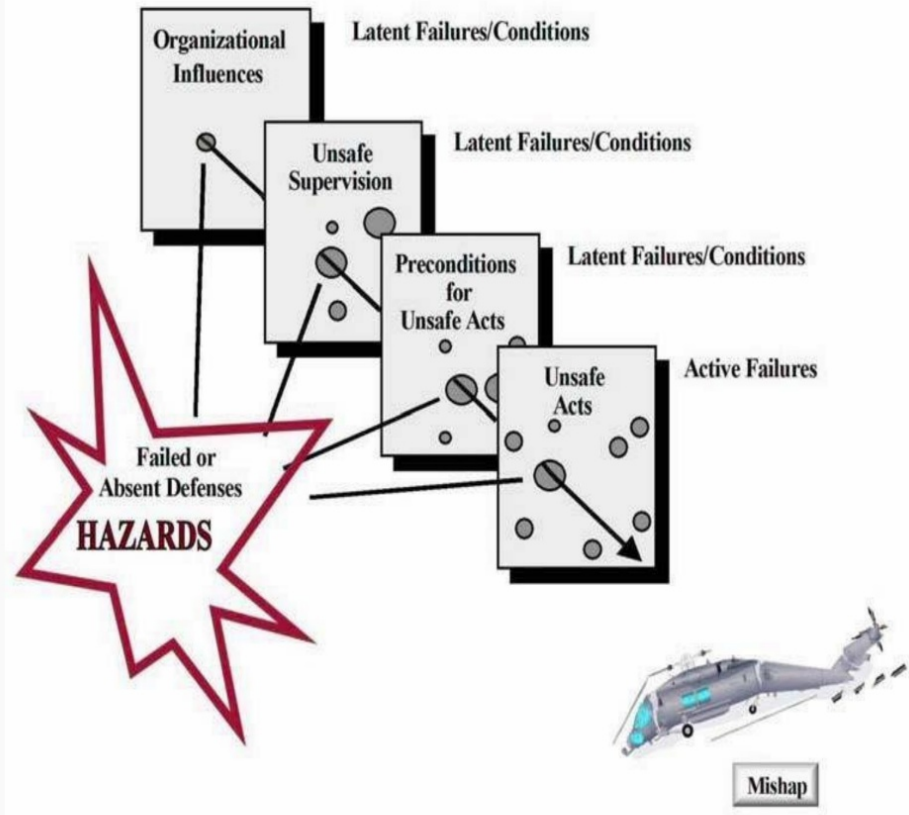 Organizational
Influences
Latent Failures/Conditions
Unsafe
Supervision
Latent Failures/Conditions
Preconditions
for
Unsafe Acts
Latent Failures/Conditions
Unsafe
Acts
Active Failures
Failed or
Absent Defenses
HAZARDS
Mishap